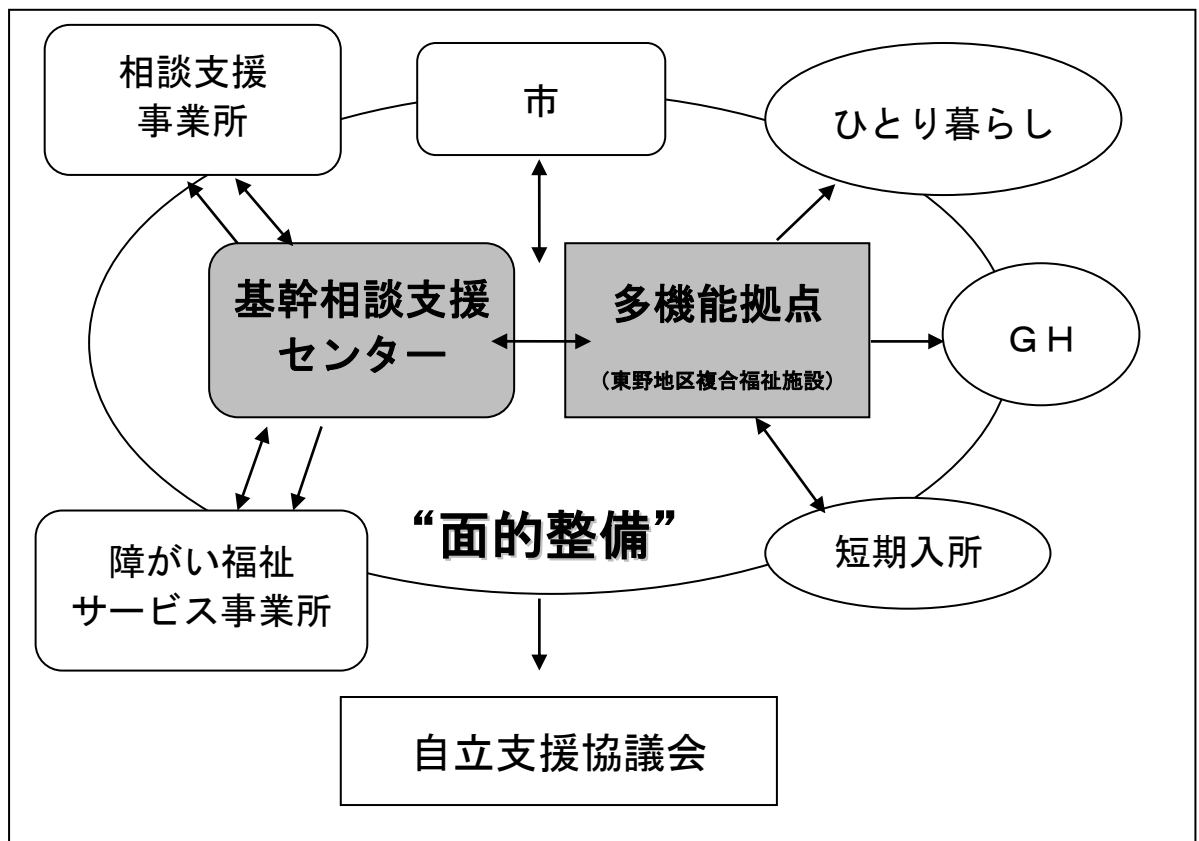 相談支援
事業所
市
ひとり暮らし
基幹相談支援
センター
多機能拠点
（東野地区複合福祉施設）
ＧＨ
“面的整備”
障がい福祉
サービス事業所
短期入所
自立支援協議会